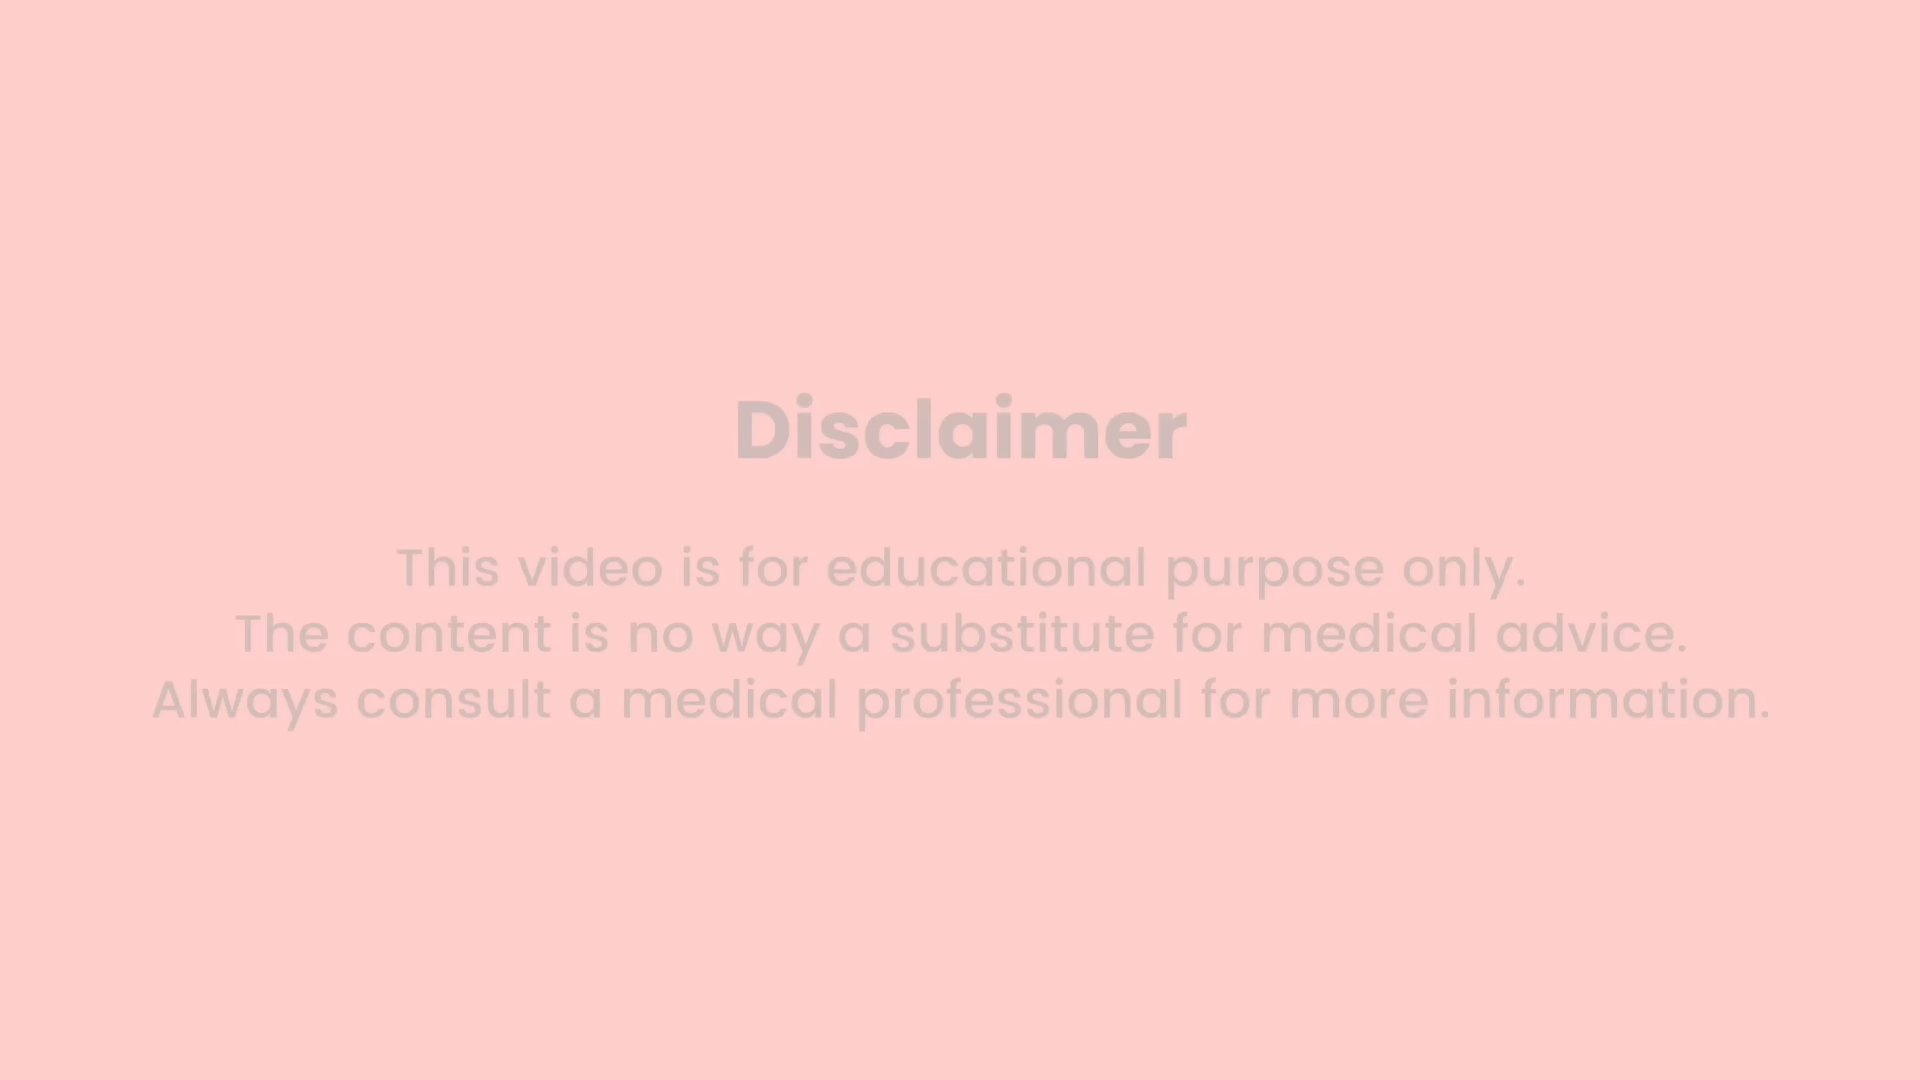 Disclaimer
This video is for educational purpose only.
The content is no way a substitute for medical advice.
Always consult a medical professional for more information.